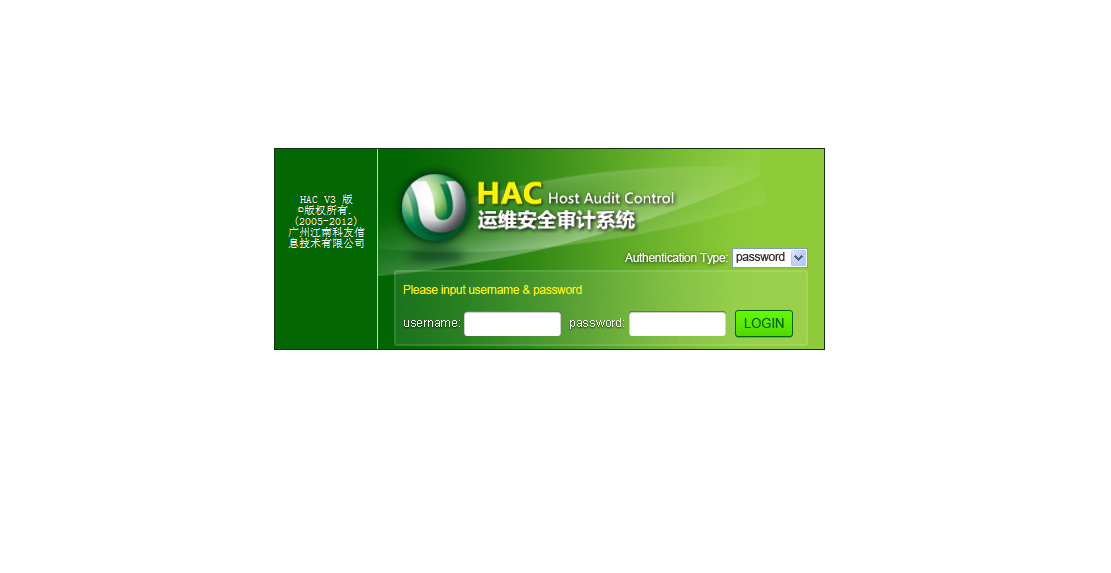 HAC V3 版
©版权所有.
(2005-2012)
广州江南科友信
息技术有限公司
HAC Host Audit Control
运维安全审计系统
Authentication Type: password
Please input username & password
username: password: LOGIN